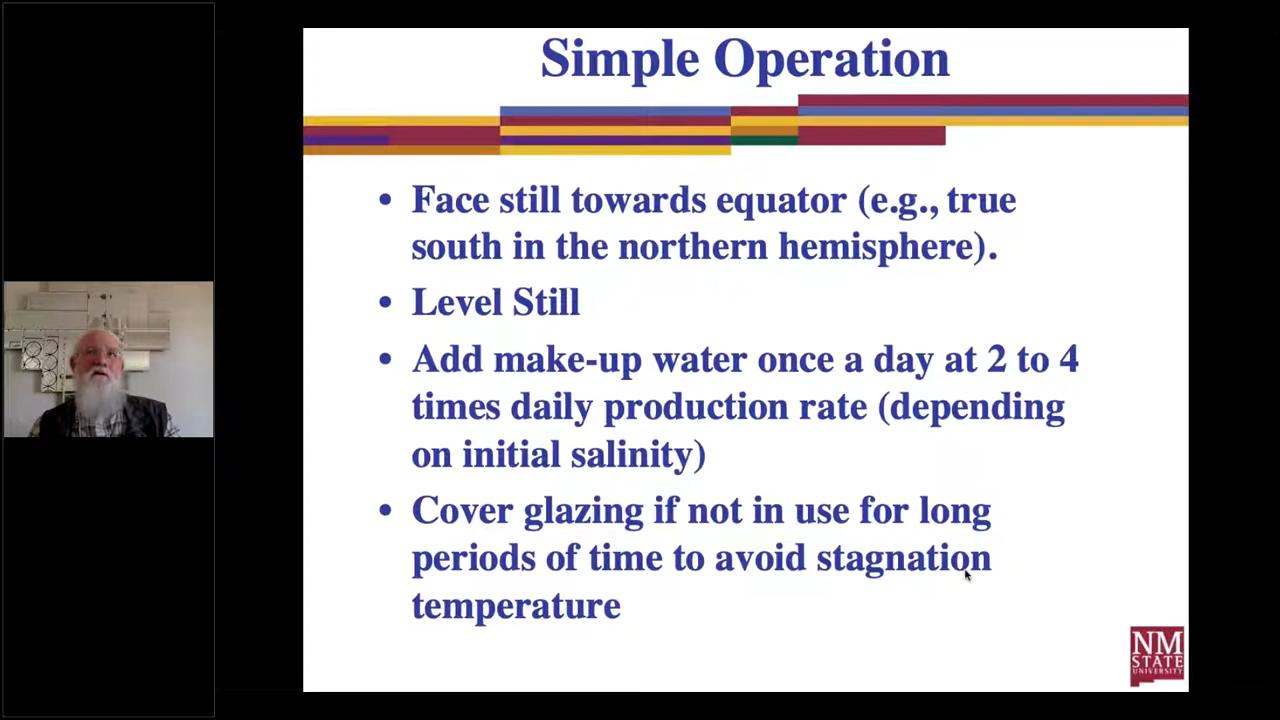 Simple Operation
• Face still towards equator (e.g., true
south in the northern hemisphere).
• Level Still
• Add make-up water once a day at 2 to 4
times daily production rate (depending
on initial salinity)
• Cover glazing if not in use for long
periods of time to avoid stagnation
temperature
NM
STATE
UNIVERSITY